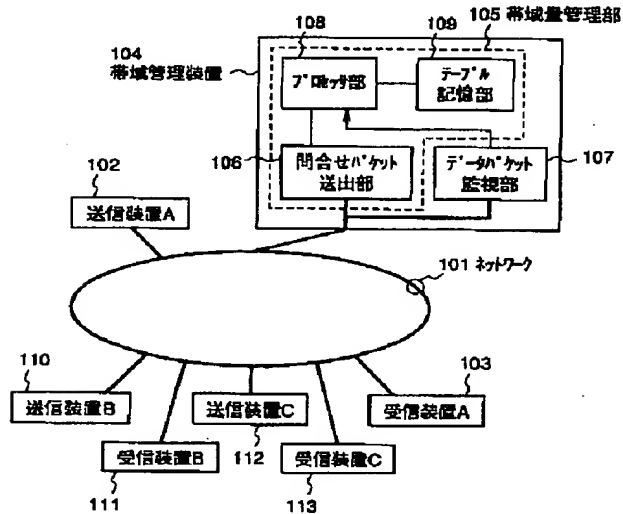 105 帯域量管理部
108
109
104
帯域管理装置
プロセッサ部
テーブル
記憶部
106
問合せパケット
送出部
データパケット
監視部
107
102
送信装置A
101 ネットワーク
110
送信装置B
送信装置C
112
103
受信装置A
受信装置B
111
受信装置C
113